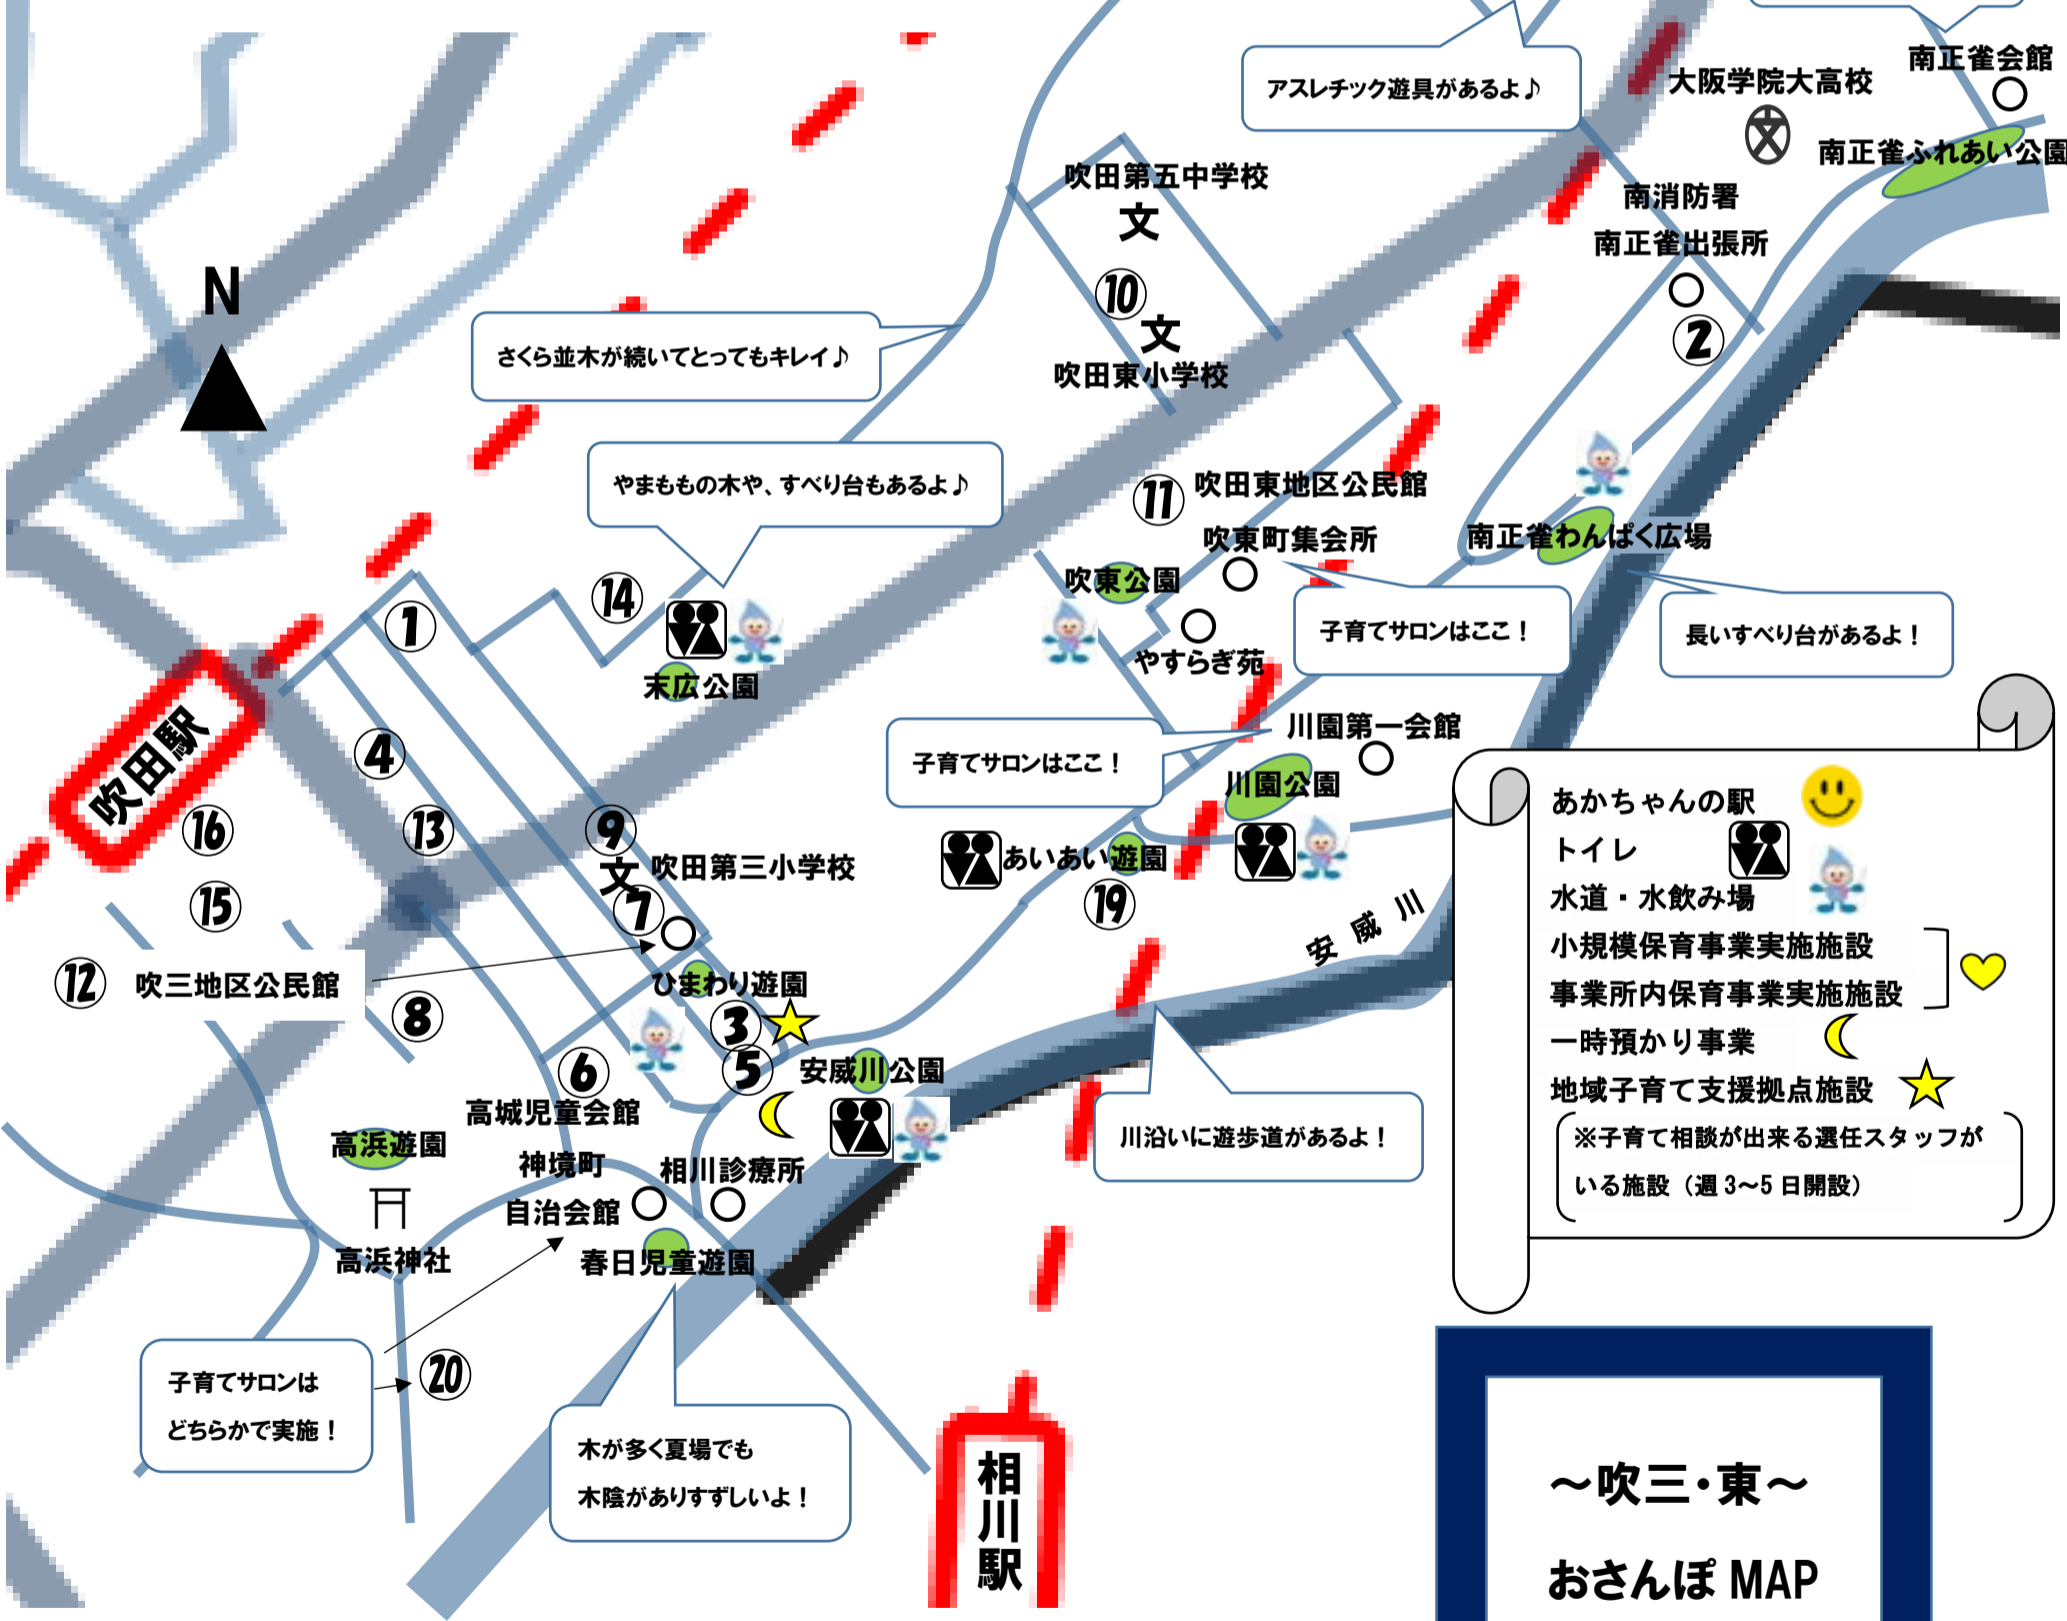 アスレチック遊具があるよ♪
南正雀会館
大阪学院大高校
南正雀ふれあい公園
吹田第五中学校
文
南消防署
南正雀出張所
N
⑩
文
②
さくら並木が続いてとってもキレイ♪
吹田東小学校
やまももの木や、すべり台もあるよ♪
⑪
吹田東地区公民館
吹東町集会所
南正雀わんぱく広場
吹東公園
①
⑭
子育てサロンはここ！
長いすべり台があるよ！
やすらぎ苑
末広公園
吹田駅
④
川園第一会館
子育てサロンはここ！
川園公園
⑯
⑬
⑨
文
吹田第三小学校
あいあい遊園
⑮
⑦
⑲
安威川
⑫
吹三地区公民館
ひまわり遊園
⑧
③
⑥
⑤
安威川公園
高城児童会館
高浜遊園
神境町
自治会館
相川診療所
川沿いに遊歩道があるよ！
高浜神社
春日児童遊園
子育てサロンは
どちらかで実施！
⑳
木が多く夏場でも
木陰がありすずしいよ！
相川駅
あかちゃんの駅
トイレ
水道・水飲み場
小規模保育事業実施施設
事業所内保育事業実施施設
一時預かり事業
地域子育て支援拠点施設
※子育て相談が出来る選任スタッフが
いる施設（週3～5日開設）
～吹三・東～
おさんぽ MAP